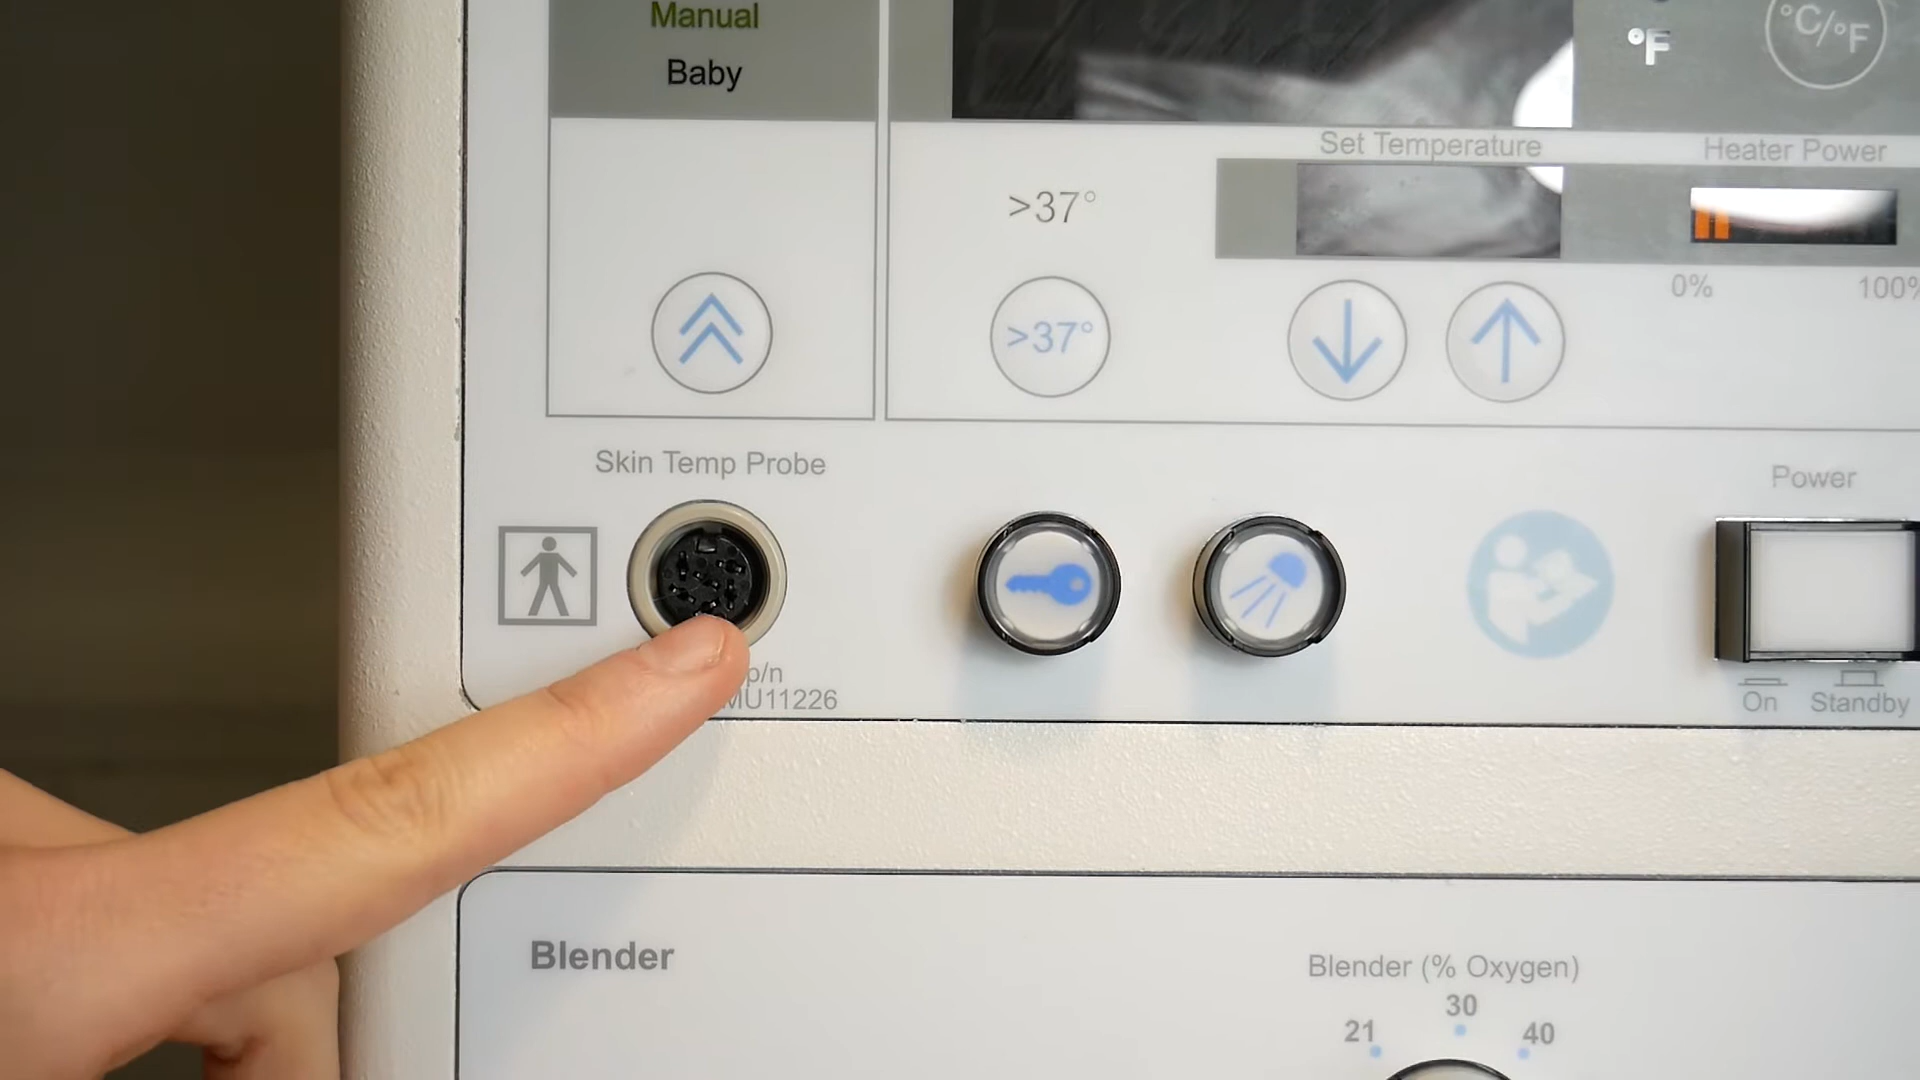 Manual
Baby
°F
°C/°F
Set Temperature
Heater Power
>37°
0%
100%
>37°
Skin Temp Probe
Power
p/n
MU11226
On
Standby
Blender
Blender (% Oxygen)
21
30
40